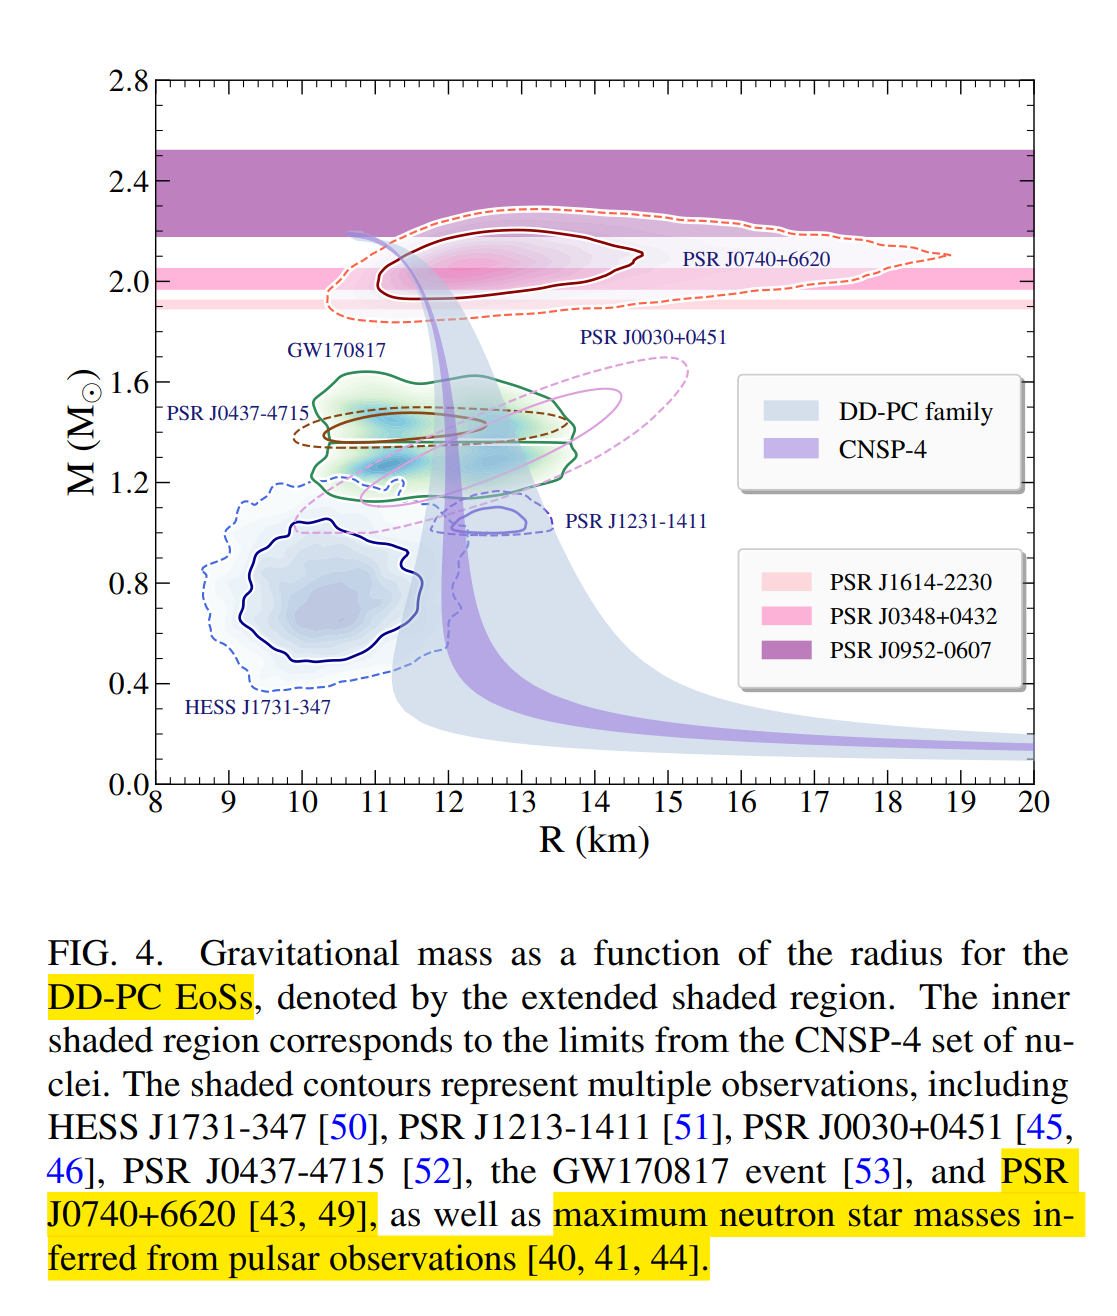 2.8
2.4
2.0
1.6
1.2
0.8
0.4
0.0
M (M☉)
PSR J0740+6620
PSR J0030+0451
GW170817
PSR J0437-4715
DD-PC family
CNSP-4
PSR J1231-1411
PSR J1614-2230
PSR J0348+0432
PSR J0952-0607
HESS J1731-347
8 9 10 11 12 13 14 15 16 17 18 19 20
R (km)
FIG. 4. Gravitational mass as a function of the radius for the
DD-PC EoSs, denoted by the extended shaded region. The inner
shaded region corresponds to the limits from the CNSP-4 set of nu-
clei. The shaded contours represent multiple observations, including
HESS J1731-347 [50], PSR J1213-1411 [51], PSR J0030+0451 [45,
46], PSR J0437-4715 [52], the GW170817 event [53], and PSR
J0740+6620 [43, 49], as well as maximum neutron star masses in-
ferred from pulsar observations [40, 41, 44].